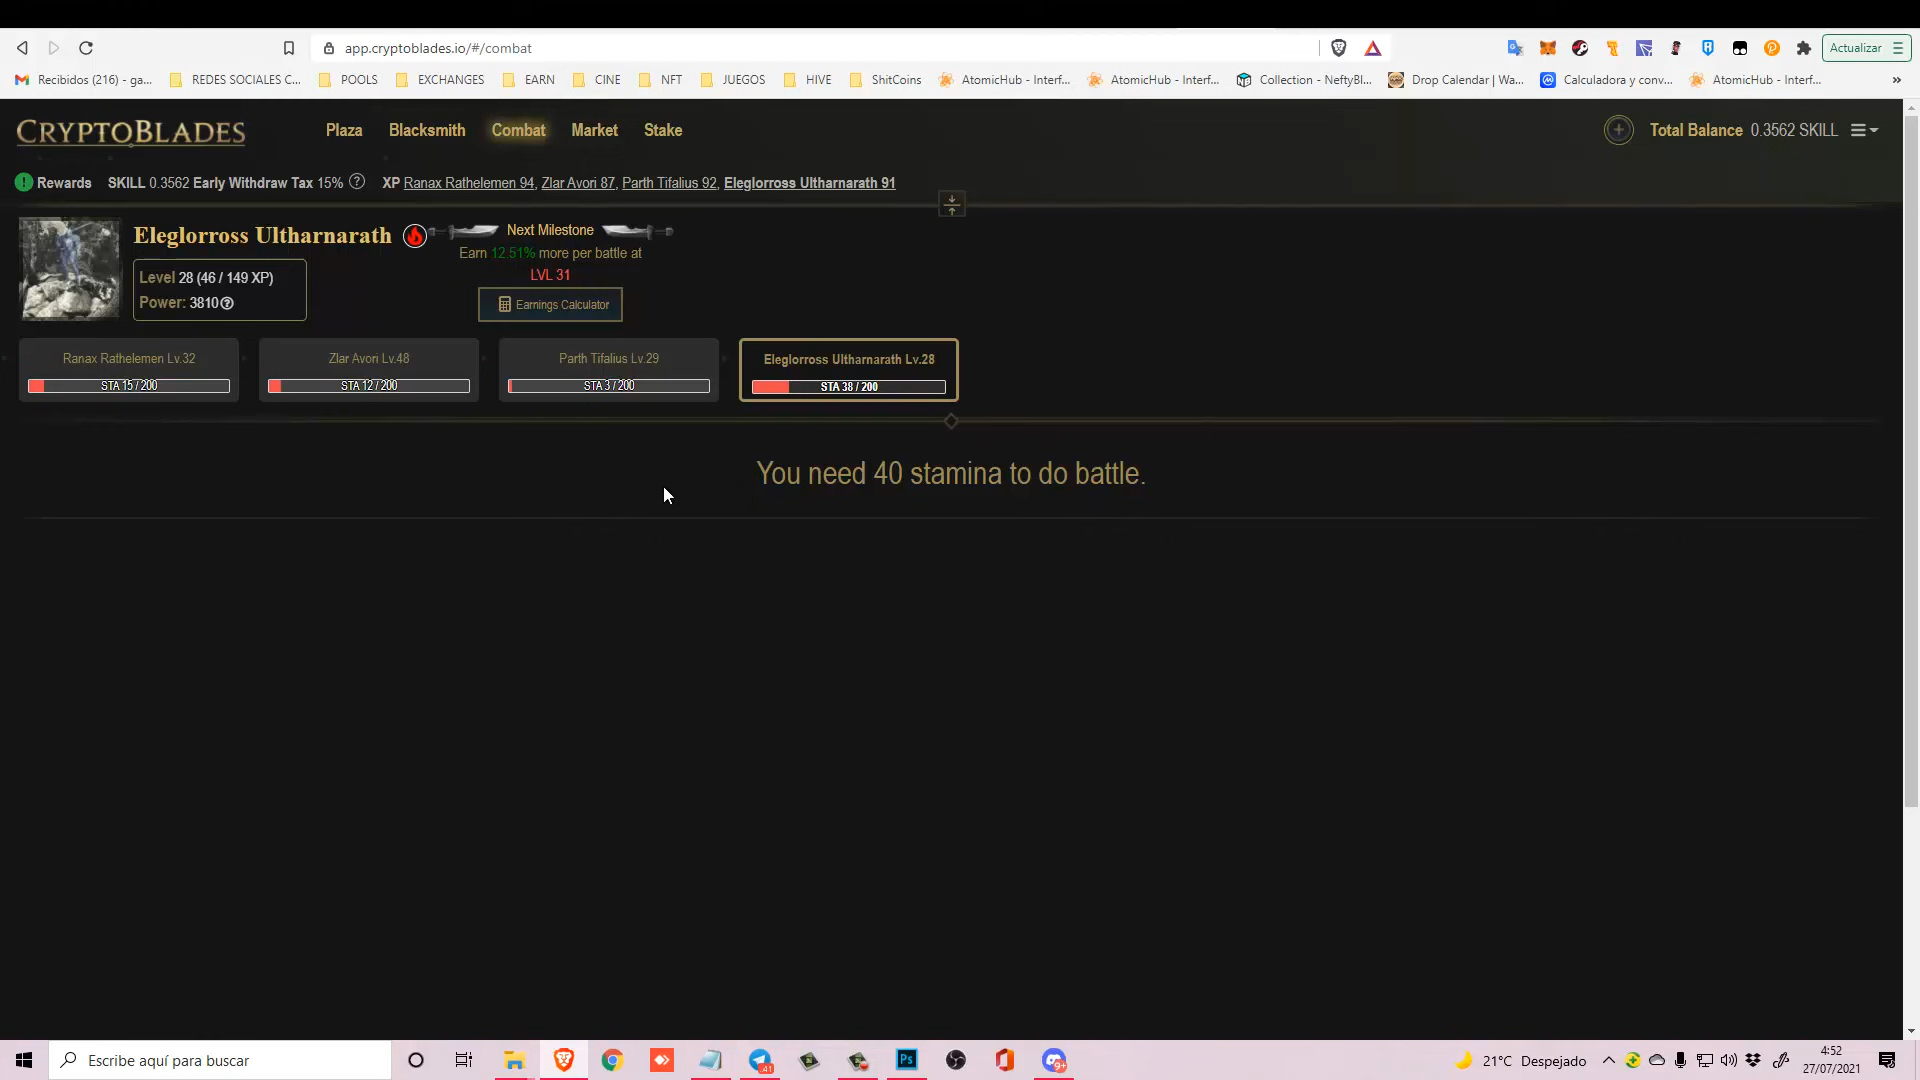 app.cryptoblades.io/#/combat
Actualizar
Recibidos (216) - ga...
REDES SOCIALES C...
POOLS
EXCHANGES
EARN
CINE
NFT
JUEGOS
HIVE
ShitCoins
AtomicHub - Interf...
AtomicHub - Interf...
Collection - NeftyBl...
Drop Calendar | Wa...
Calculadora y conv...
AtomicHub - Interf...
»
CRYPTOBLADES
Plaza
Blacksmith
Combat
Market
Stake
Total Balance 0.3562 SKILL
Rewards SKILL 0.3562 Early Withdraw Tax 15% XP Ranax Rathelemen 94, Zlar Avori 87, Parth Tifalius 92, Eleglorross Ultharnarath 91
Eleglorross Ultharnarath
Level 28 (46 / 149 XP)
Power: 3810
Next Milestone
Earn 12.51% more per battle at
LVL 31
Earnings Calculator
Ranax Rathelemen Lv.32
STA 15 / 200
Zlar Avori Lv.48
STA 12 / 200
Parth Tifalius Lv.29
STA 3 / 200
Eleglorross Ultharnarath Lv.28
STA 38 / 200
You need 40 stamina to do battle.
Escribe aquí para buscar
41
Ps
9+
21°C Despejado
4:52
27/07/2021